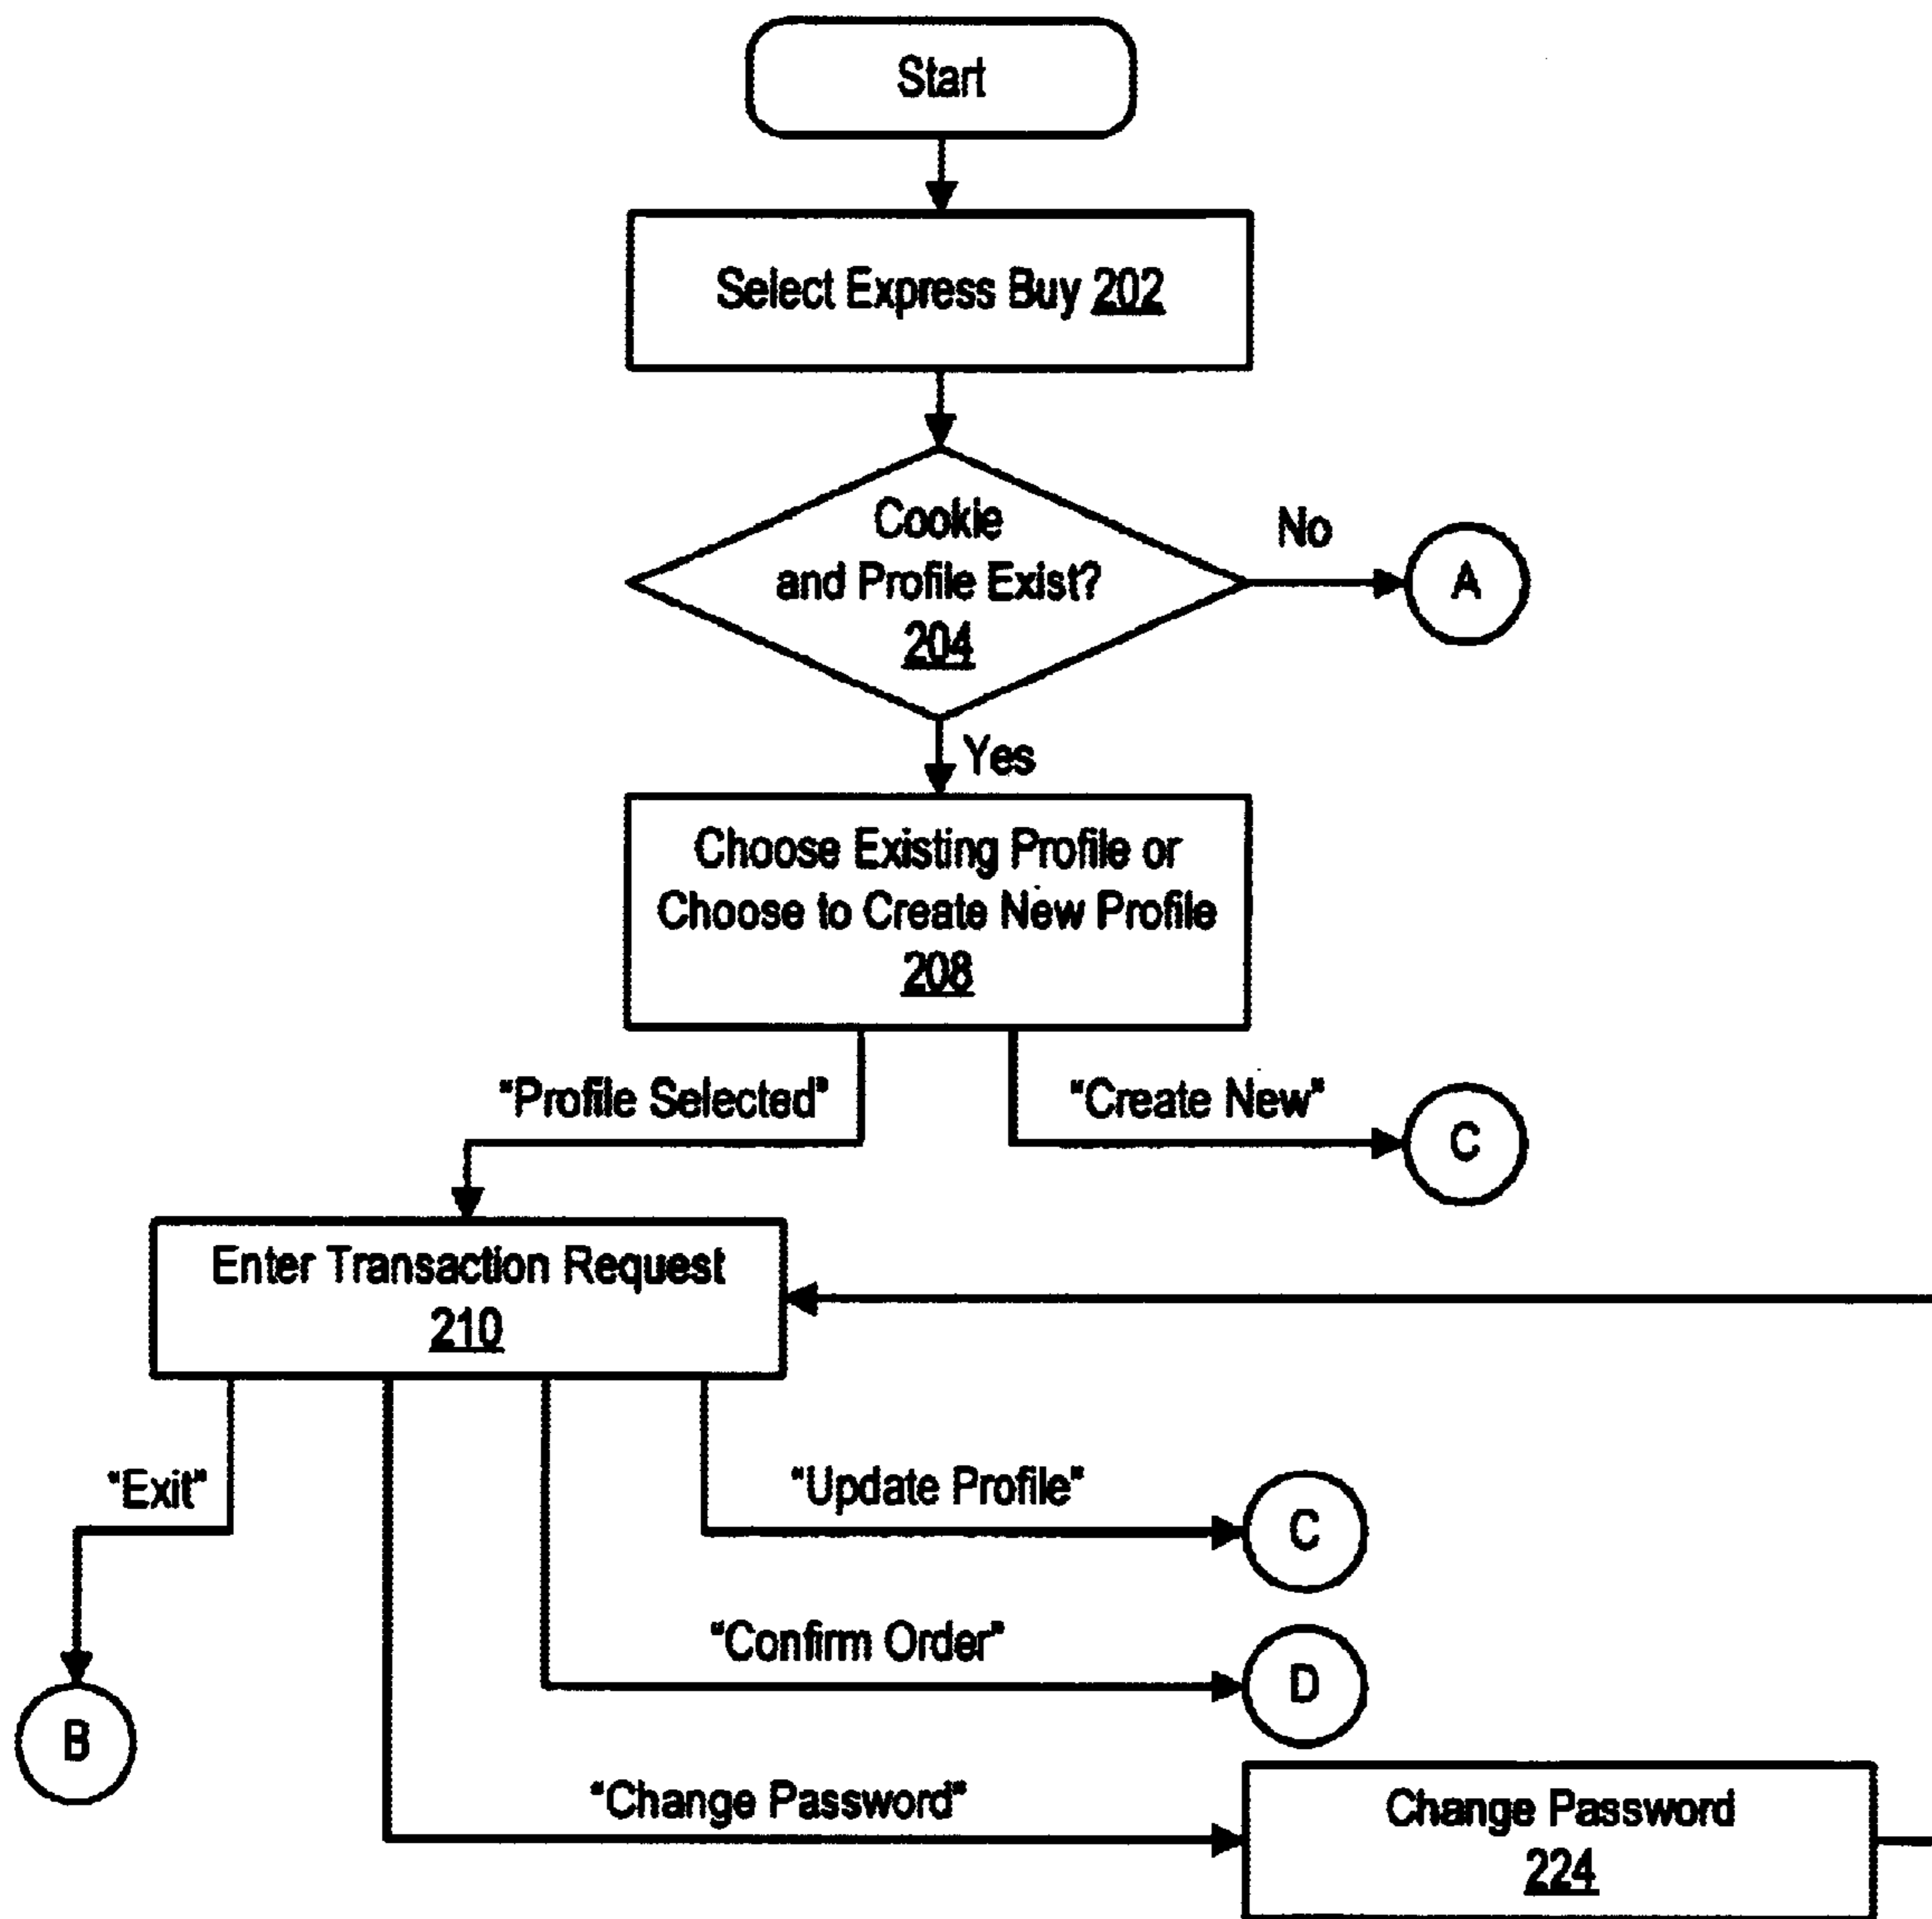 Start
Select Express Buy 202
Cookie
and Profile Exist?
204
No
A
Yes
Choose Existing Profile or
Choose to Create New Profile
208
"Profile Selected"
"Create New"
C
Enter Transaction Request
210
"Exit"
"Update Profile"
C
"Confirm Order"
D
B
"Change Password"
Change Password
224